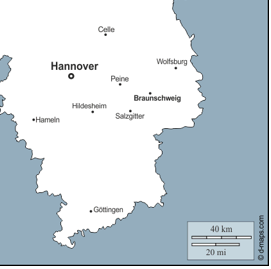 Celle
Wolfsburg
Hannover
Peine
Braunschweig
Hildesheim
Salzgitter
Hameln
Göttingen
40 km
20 mi
© d-maps.com